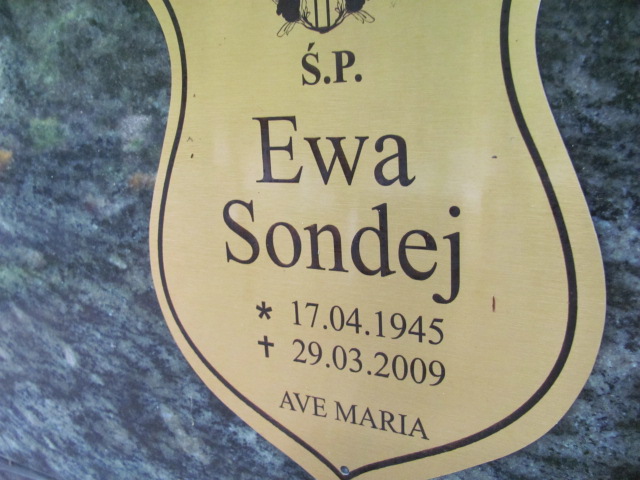 Ś.P.
Ewa
Sondej
* 17.04.1945
✝ 29.03.2009
AVE MARIA